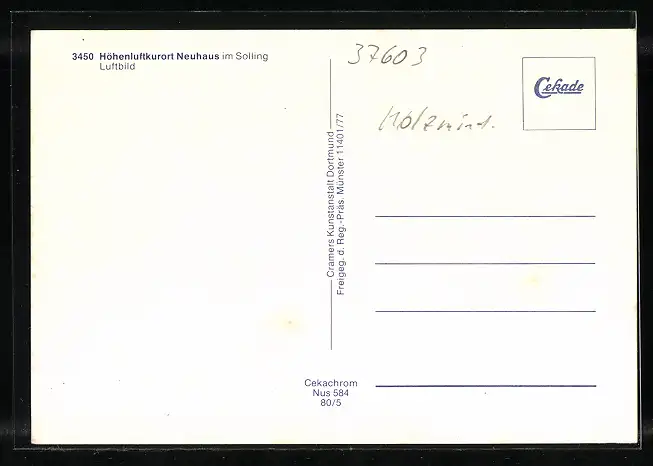 3450 Höhenluftkurort Neuhaus im Solling
Luftbild
Cramers Kunstanstalt Dortmund
Freigeg. d. Reg.-Präs. Münster 11401/77
Cekachrom
Nus 584
80/5
37603
Holzmind.
Cekade